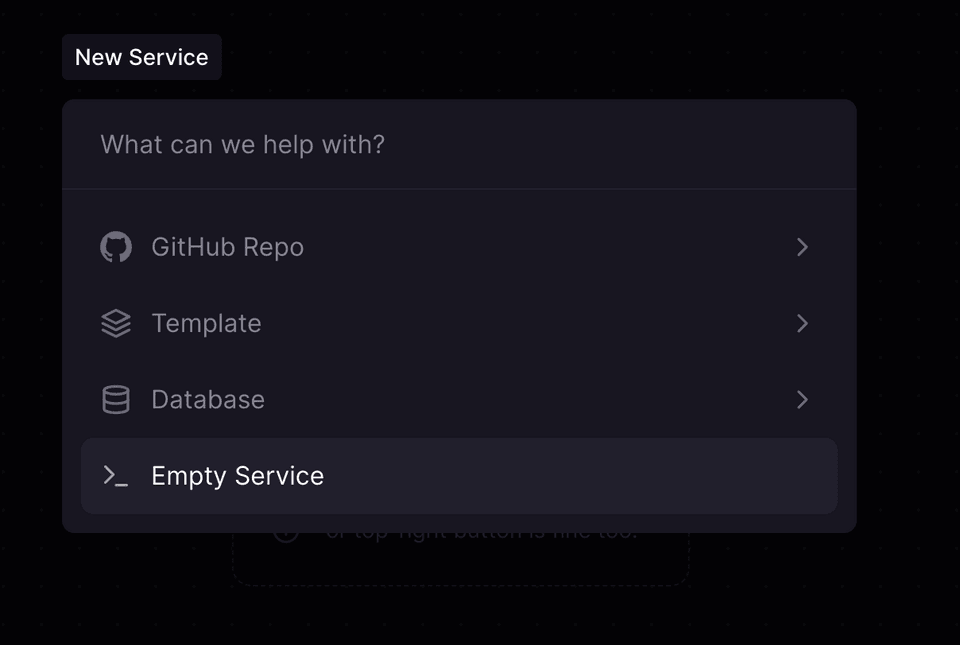 New Service
What can we help with?
GitHub Repo
Template
Database
Empty Service
or top-right button is fine too.